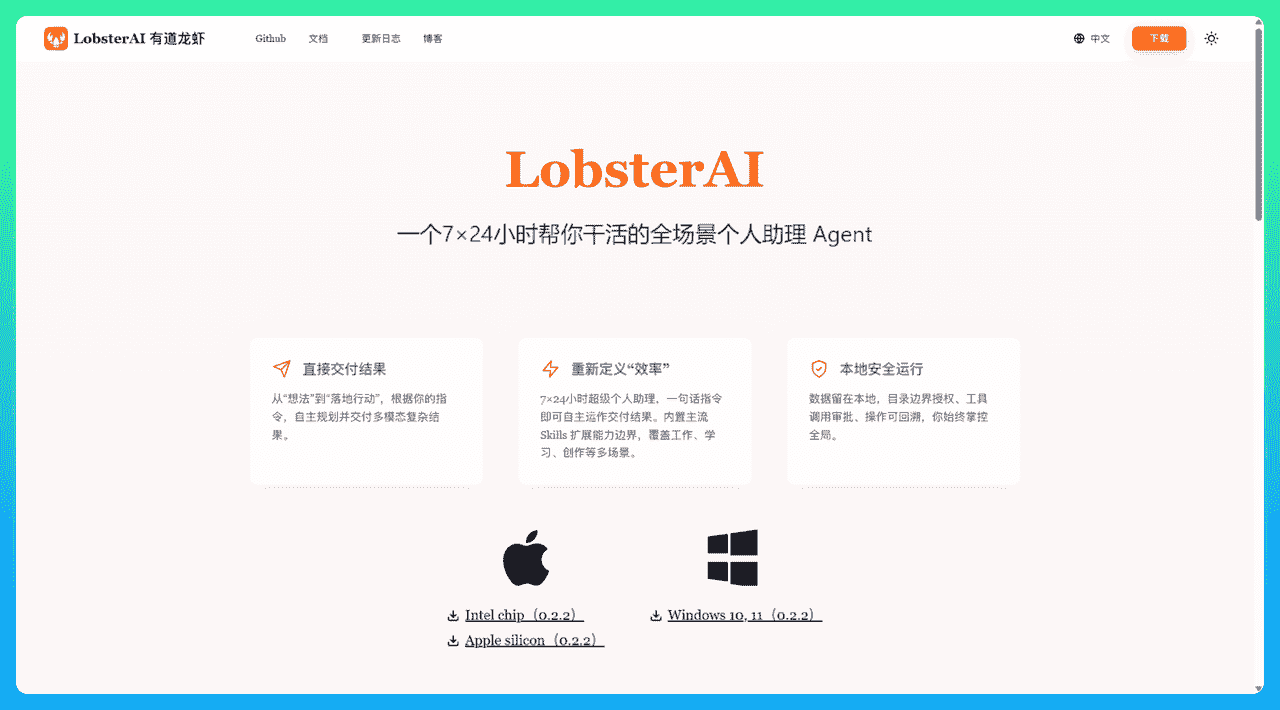 LobsterAI 有道龙虾
Github
文档
更新日志
博客
中文
下载
LobsterAI
一个7×24小时帮你干活的全场景个人助理 Agent
直接交付结果
从“想法”到“落地行动”，根据你的指
令，自主规划并交付多模态复杂结
果。
重新定义“效率”
7×24小时超级个人助理，一句话指令
即可自主运作交付结果。内置主流
Skills 扩展能力边界，覆盖工作、学
习、创作等多场景。
本地安全运行
数据留在本地，目录边界授权、工具
调用审批、操作可回溯，你始终掌控
全局。
Intel chip（0.2.2）
Apple silicon（0.2.2）
Windows 10, 11（0.2.2）